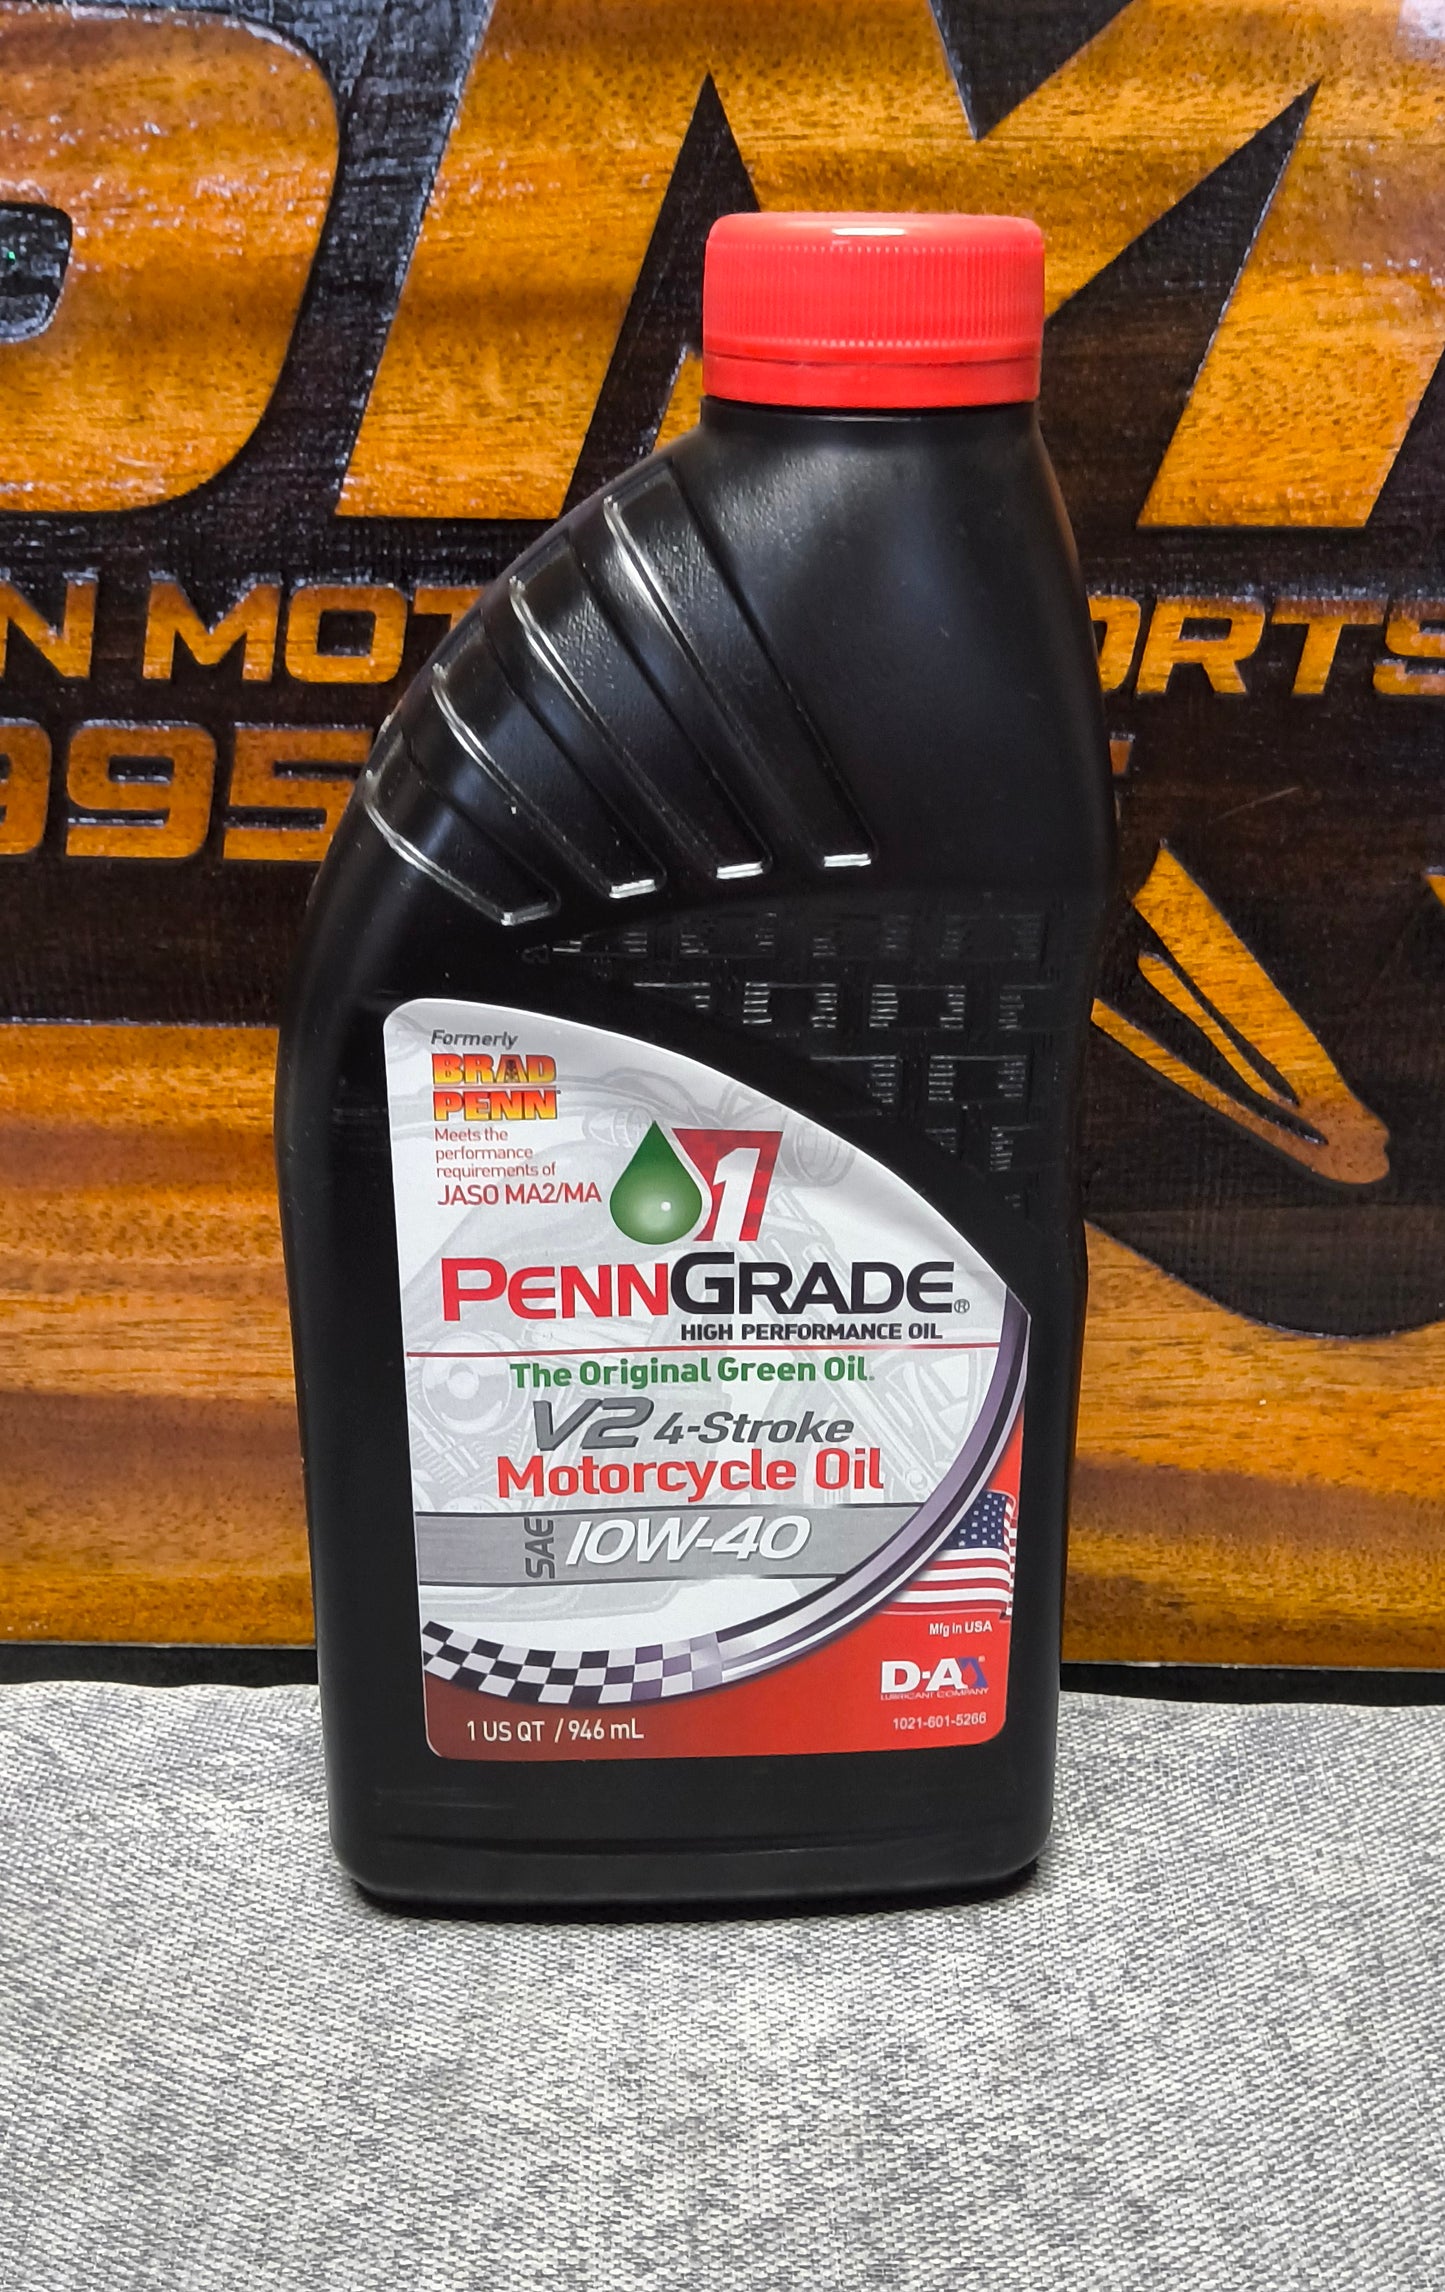 N MOT
ORTS
995
Formerly
BRAD
PENN
Meets the
performance
requirements of
JASO MA2/MA
1
PENNGRADE®
HIGH PERFORMANCE OIL
The Original Green Oil.
V2 4-Stroke
Motorcycle Oil
SAE 10W-40
Mfg in USA
D-A
LUBRICANT COMPANY
1 US QT / 946 mL
1021-601-5266